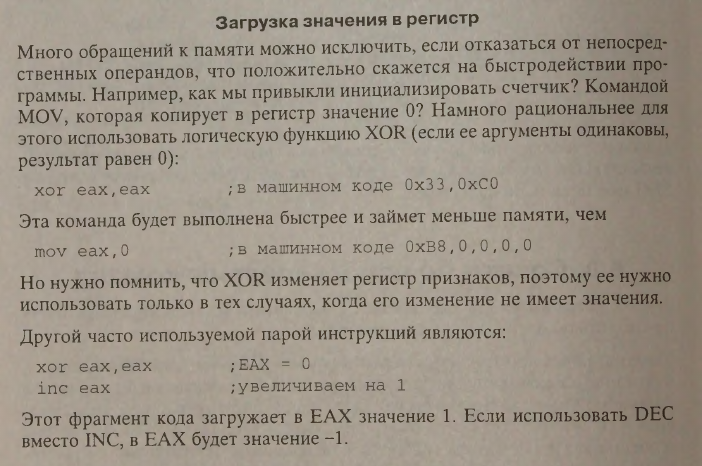 Загрузка значения в регистр
Много обращений к памяти можно исключить, если отказаться от непосред-
ственных операндов, что положительно скажется на быстродействии про-
граммы. Например, как мы привыкли инициализировать счетчик? Командой
MOV, которая копирует в регистр значение 0? Намного рациональнее для
этого использовать логическую функцию XOR (если ее аргументы одинаковы,
результат равен 0):
xor eax,eax ;в машинном коде 0x33,0xC0
Эта команда будет выполнена быстрее и займет меньше памяти, чем
mov eax,0 ;в машинном коде 0xB8,0,0,0,0
Но нужно помнить, что XOR изменяет регистр признаков, поэтому ее нужно
использовать только в тех случаях, когда его изменение не имеет значения.
Другой часто используемой парой инструкций являются:
xor eax,eax ;EAX = 0
inc eax ;увеличиваем на 1
Этот фрагмент кода загружает в EAX значение 1. Если использовать DEC
вместо INC, в EAX будет значение –1.